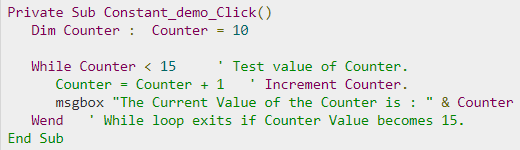 Private Sub Constant_demo_Click()
Dim Counter :  Counter = 10
While Counter < 15     ' Test value of Counter.
Counter = Counter + 1   ' Increment Counter.
msgbox "The Current Value of the Counter is : " & Counter
Wend   ' While loop exits if Counter Value becomes 15.
End Sub